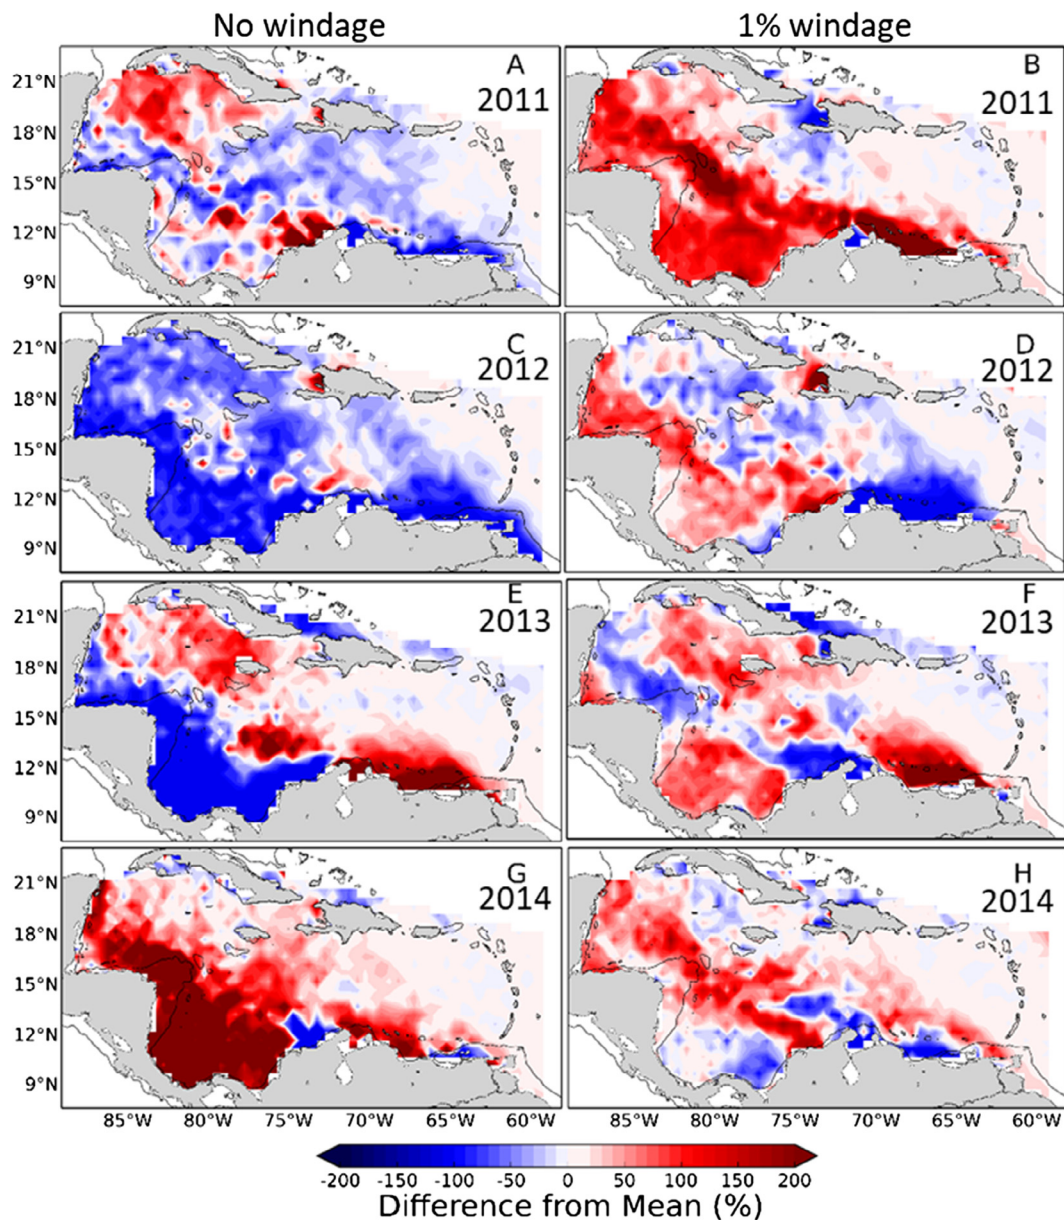 No windage 1% windage
A B
21°N 2011 2011
18°N
15°N
12°N
9°N
C D
21°N 2012 2012
18°N
15°N
12°N
9°N
E F
21°N 2013 2013
18°N
15°N
12°N
9°N
G H
21°N 2014 2014
18°N
15°N
12°N
9°N
85°W 80°W 75°W 70°W 65°W 85°W 80°W 75°W 70°W 65°W 60°W
-200 -150 -100 -50 0 50 100 150 200
Difference from Mean (%)